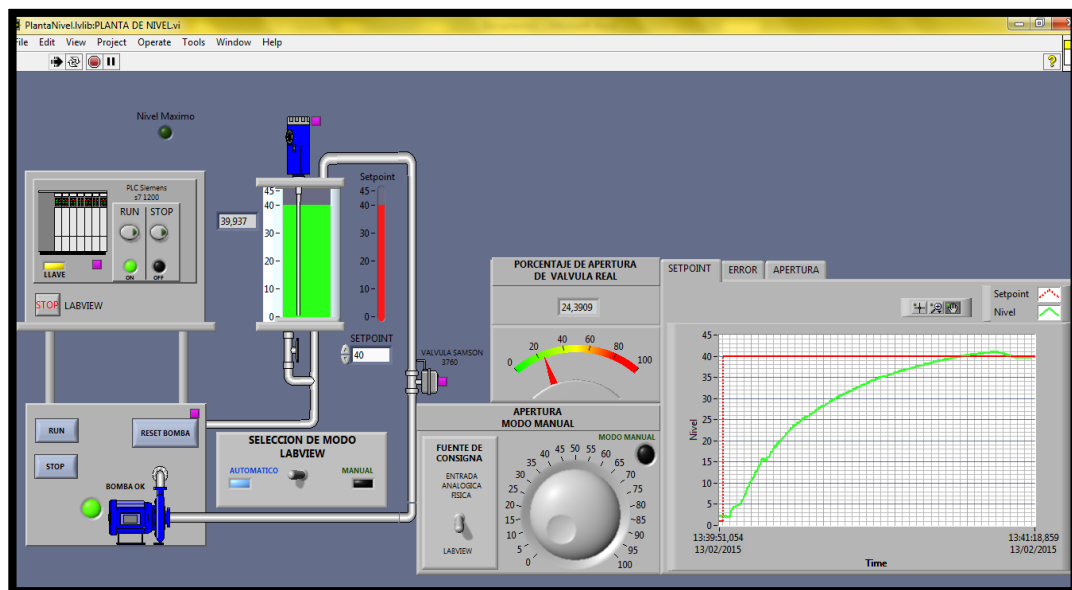 PlantaNivel.lvlib:PLANTA DE NIVEL.vi
File Edit View Project Operate Tools Window Help
Nivel Maximo
PLC Siemens
s7 1200
RUN STOP
LLAVE
ON OFF
STOP LABVIEW
39,937
45-
40-
30-
20-
10-
0-
Setpoint
45-
40-
30-
20-
10-
0-
SETPOINT
40
VALVULA SAMSON
3760
RUN
STOP
RESET BOMBA
BOMBA OK
SELECCION DE MODO
LABVIEW
AUTOMATICO MANUAL
PORCENTAJE DE APERTURA
DE VALVULA REAL
24,3909
0 20 40 60 80 100
APERTURA
MODO MANUAL
FUENTE DE
CONSIGNA
ENTRADA
ANALOGICA
FISICA
LABVIEW
MODO MANUAL
0 5 10 15 20 25 30 35 40 45 50 55 60 65 70 75 80 85 90 95 100
SETPOINT ERROR APERTURA
Setpoint
Nivel
Nivel
45-
40-
35-
30-
25-
20-
15-
10-
5-
0-
13:39:51,054
13/02/2015
13:41:18,859
13/02/2015
Time